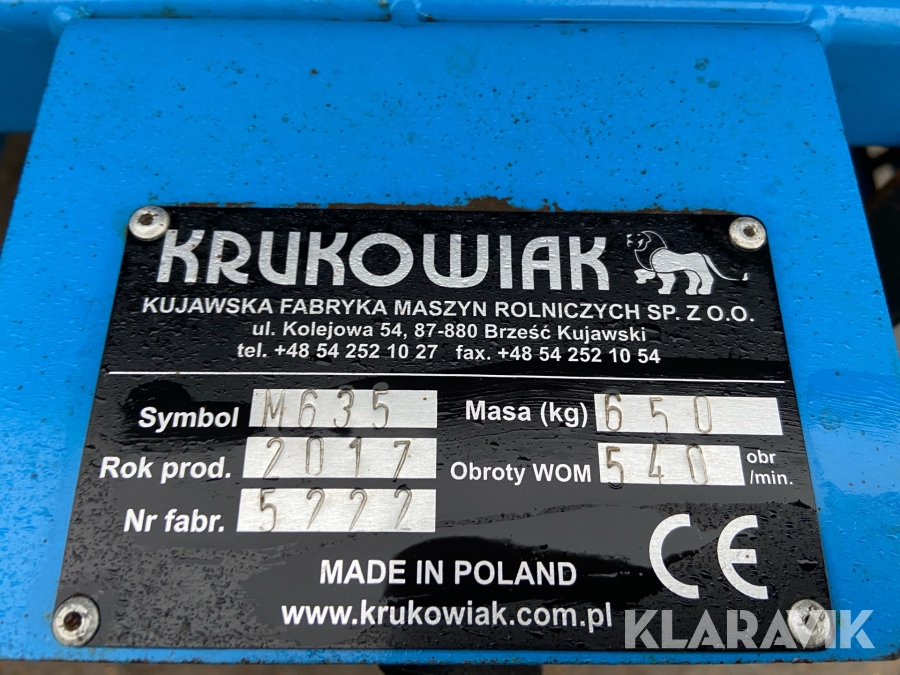 KRUKOWIAK
KUJAWSKA FABRYKA MASZYN ROLNICZYCH SP. Z O.O.
ul. Kolejowa 54, 87-880 Brześć Kujawski
tel. +48 54 252 10 27 fax. +48 54 252 10 54
Symbol M635 Masa (kg) 650
Rok prod. 2017 Obroty WOM 540 obr/min.
Nr fabr. 5222
CE
MADE IN POLAND
www.krukowiak.com.pl
KLARAVIK